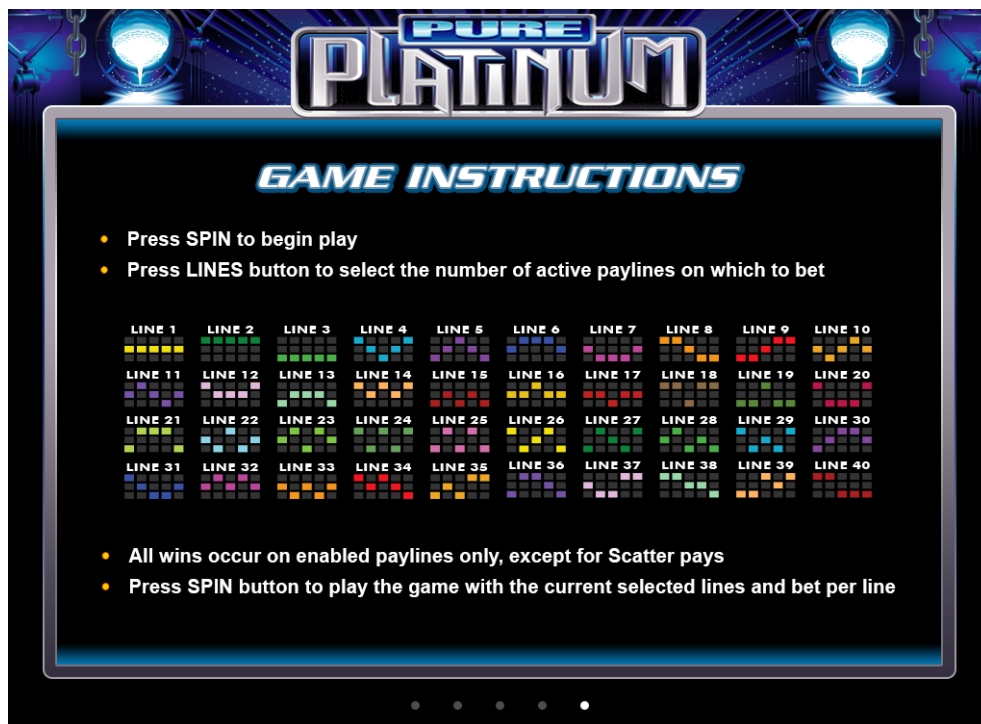 PURE
PLATINUM
GAME INSTRUCTIONS
Press SPIN to begin play
Press LINES button to select the number of active paylines on which to bet
LINE 1 LINE 2 LINE 3 LINE 4 LINE 5 LINE 6 LINE 7 LINE 8 LINE 9 LINE 10
LINE 11 LINE 12 LINE 13 LINE 14 LINE 15 LINE 16 LINE 17 LINE 18 LINE 19 LINE 20
LINE 21 LINE 22 LINE 23 LINE 24 LINE 25 LINE 26 LINE 27 LINE 28 LINE 29 LINE 30
LINE 31 LINE 32 LINE 33 LINE 34 LINE 35 LINE 36 LINE 37 LINE 38 LINE 39 LINE 40
All wins occur on enabled paylines only, except for Scatter pays
Press SPIN button to play the game with the current selected lines and bet per line